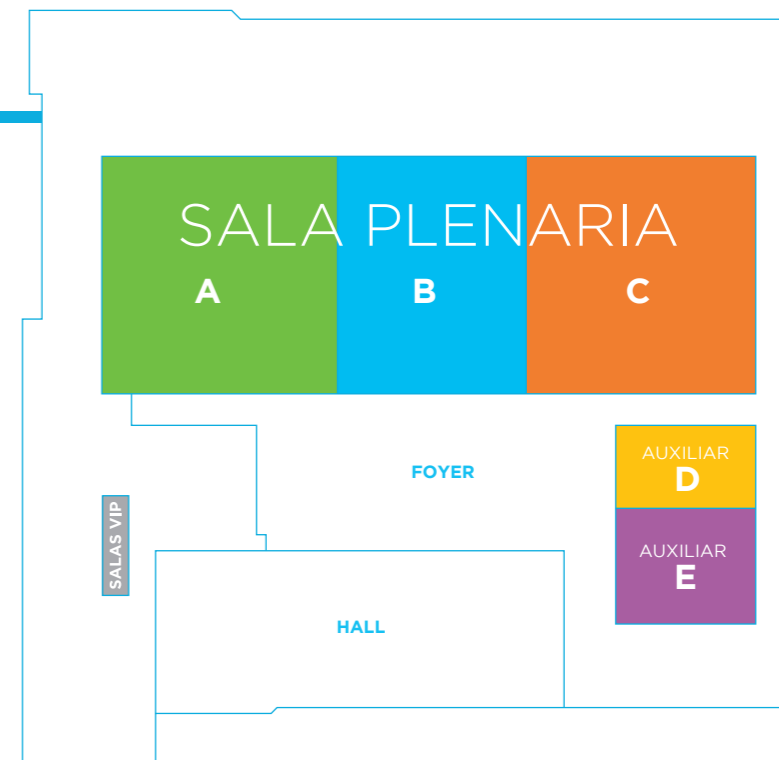 SALA PLENARIA
A
B
C
FOYER
AUXILIAR
D
SALAS VIP
AUXILIAR
E
HALL